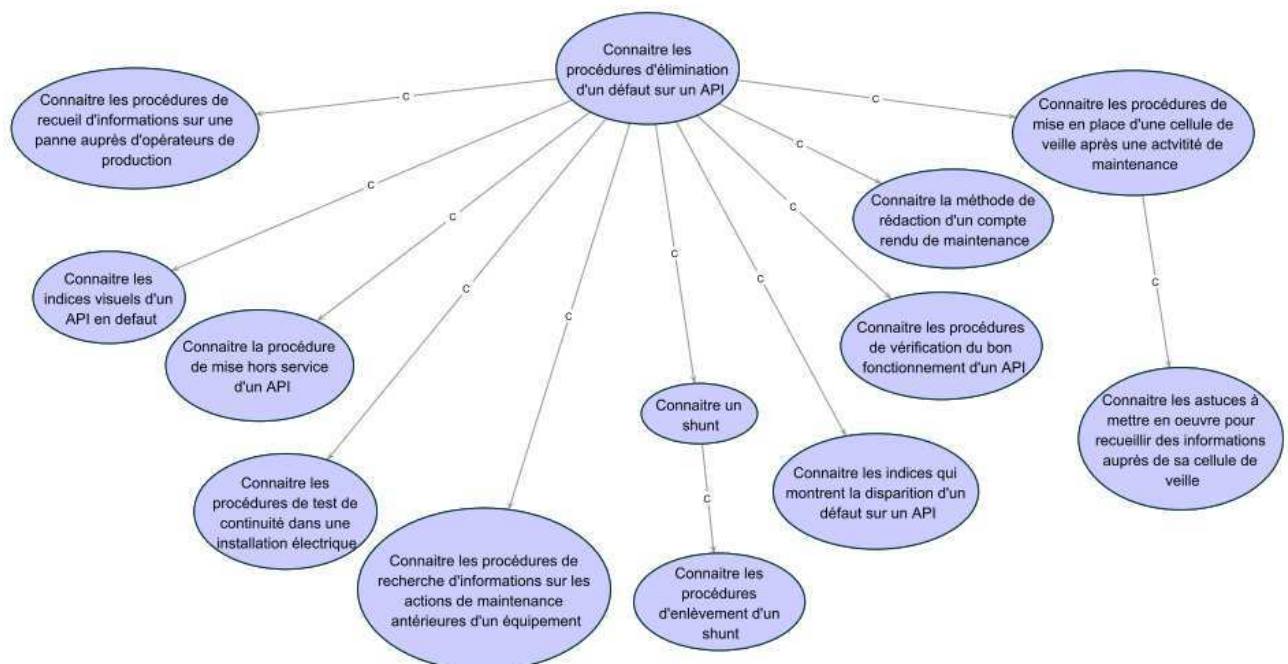 Connaitre les
procédures d'élimination
d'un défaut sur un API
Connaitre les procédures de
recueil d'informations sur une
panne auprès d'opérateurs de
production
c
c
c
c
c
c
c
c
c
c
Connaitre les procédures de
mise en place d'une cellule de
veille après une actvitité de
maintenance
Connaitre la méthode de
rédaction d'un compte
rendu de maintenance
Connaitre les
indices visuels d'un
API en defaut
Connaitre la procédure
de mise hors service
d'un API
Connaitre les procédures
de vérification du bon
fonctionnement d'un API
c
Connaitre un
shunt
Connaitre les astuces à
mettre en oeuvre pour
recueillir des informations
auprès de sa cellule de
veille
Connaitre les
procédures de test de
continuité dans une
installation électrique
Connaitre les indices qui
montrent la disparition d'un
défaut sur un API
c
Connaitre les procédures de
recherche d'informations sur les
actions de maintenance
antérieures d'un équipement
Connaitre les
procédures
d'enlèvement d'un
shunt